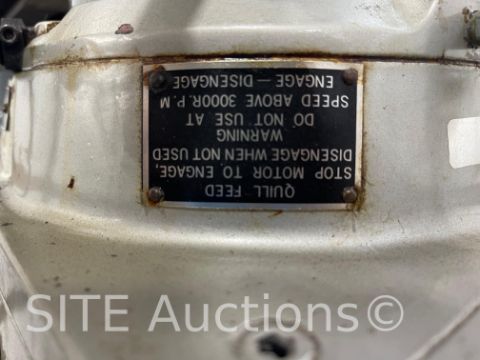 QUILL FEED
STOP MOTOR TO ENGAGE,
DISENGAGE WHEN NOT USED
WARNING
DO NOT USE AT
SPEED ABOVE 3000R.P.M
ENGAGE — DISENGAGE
SITE Auctions©